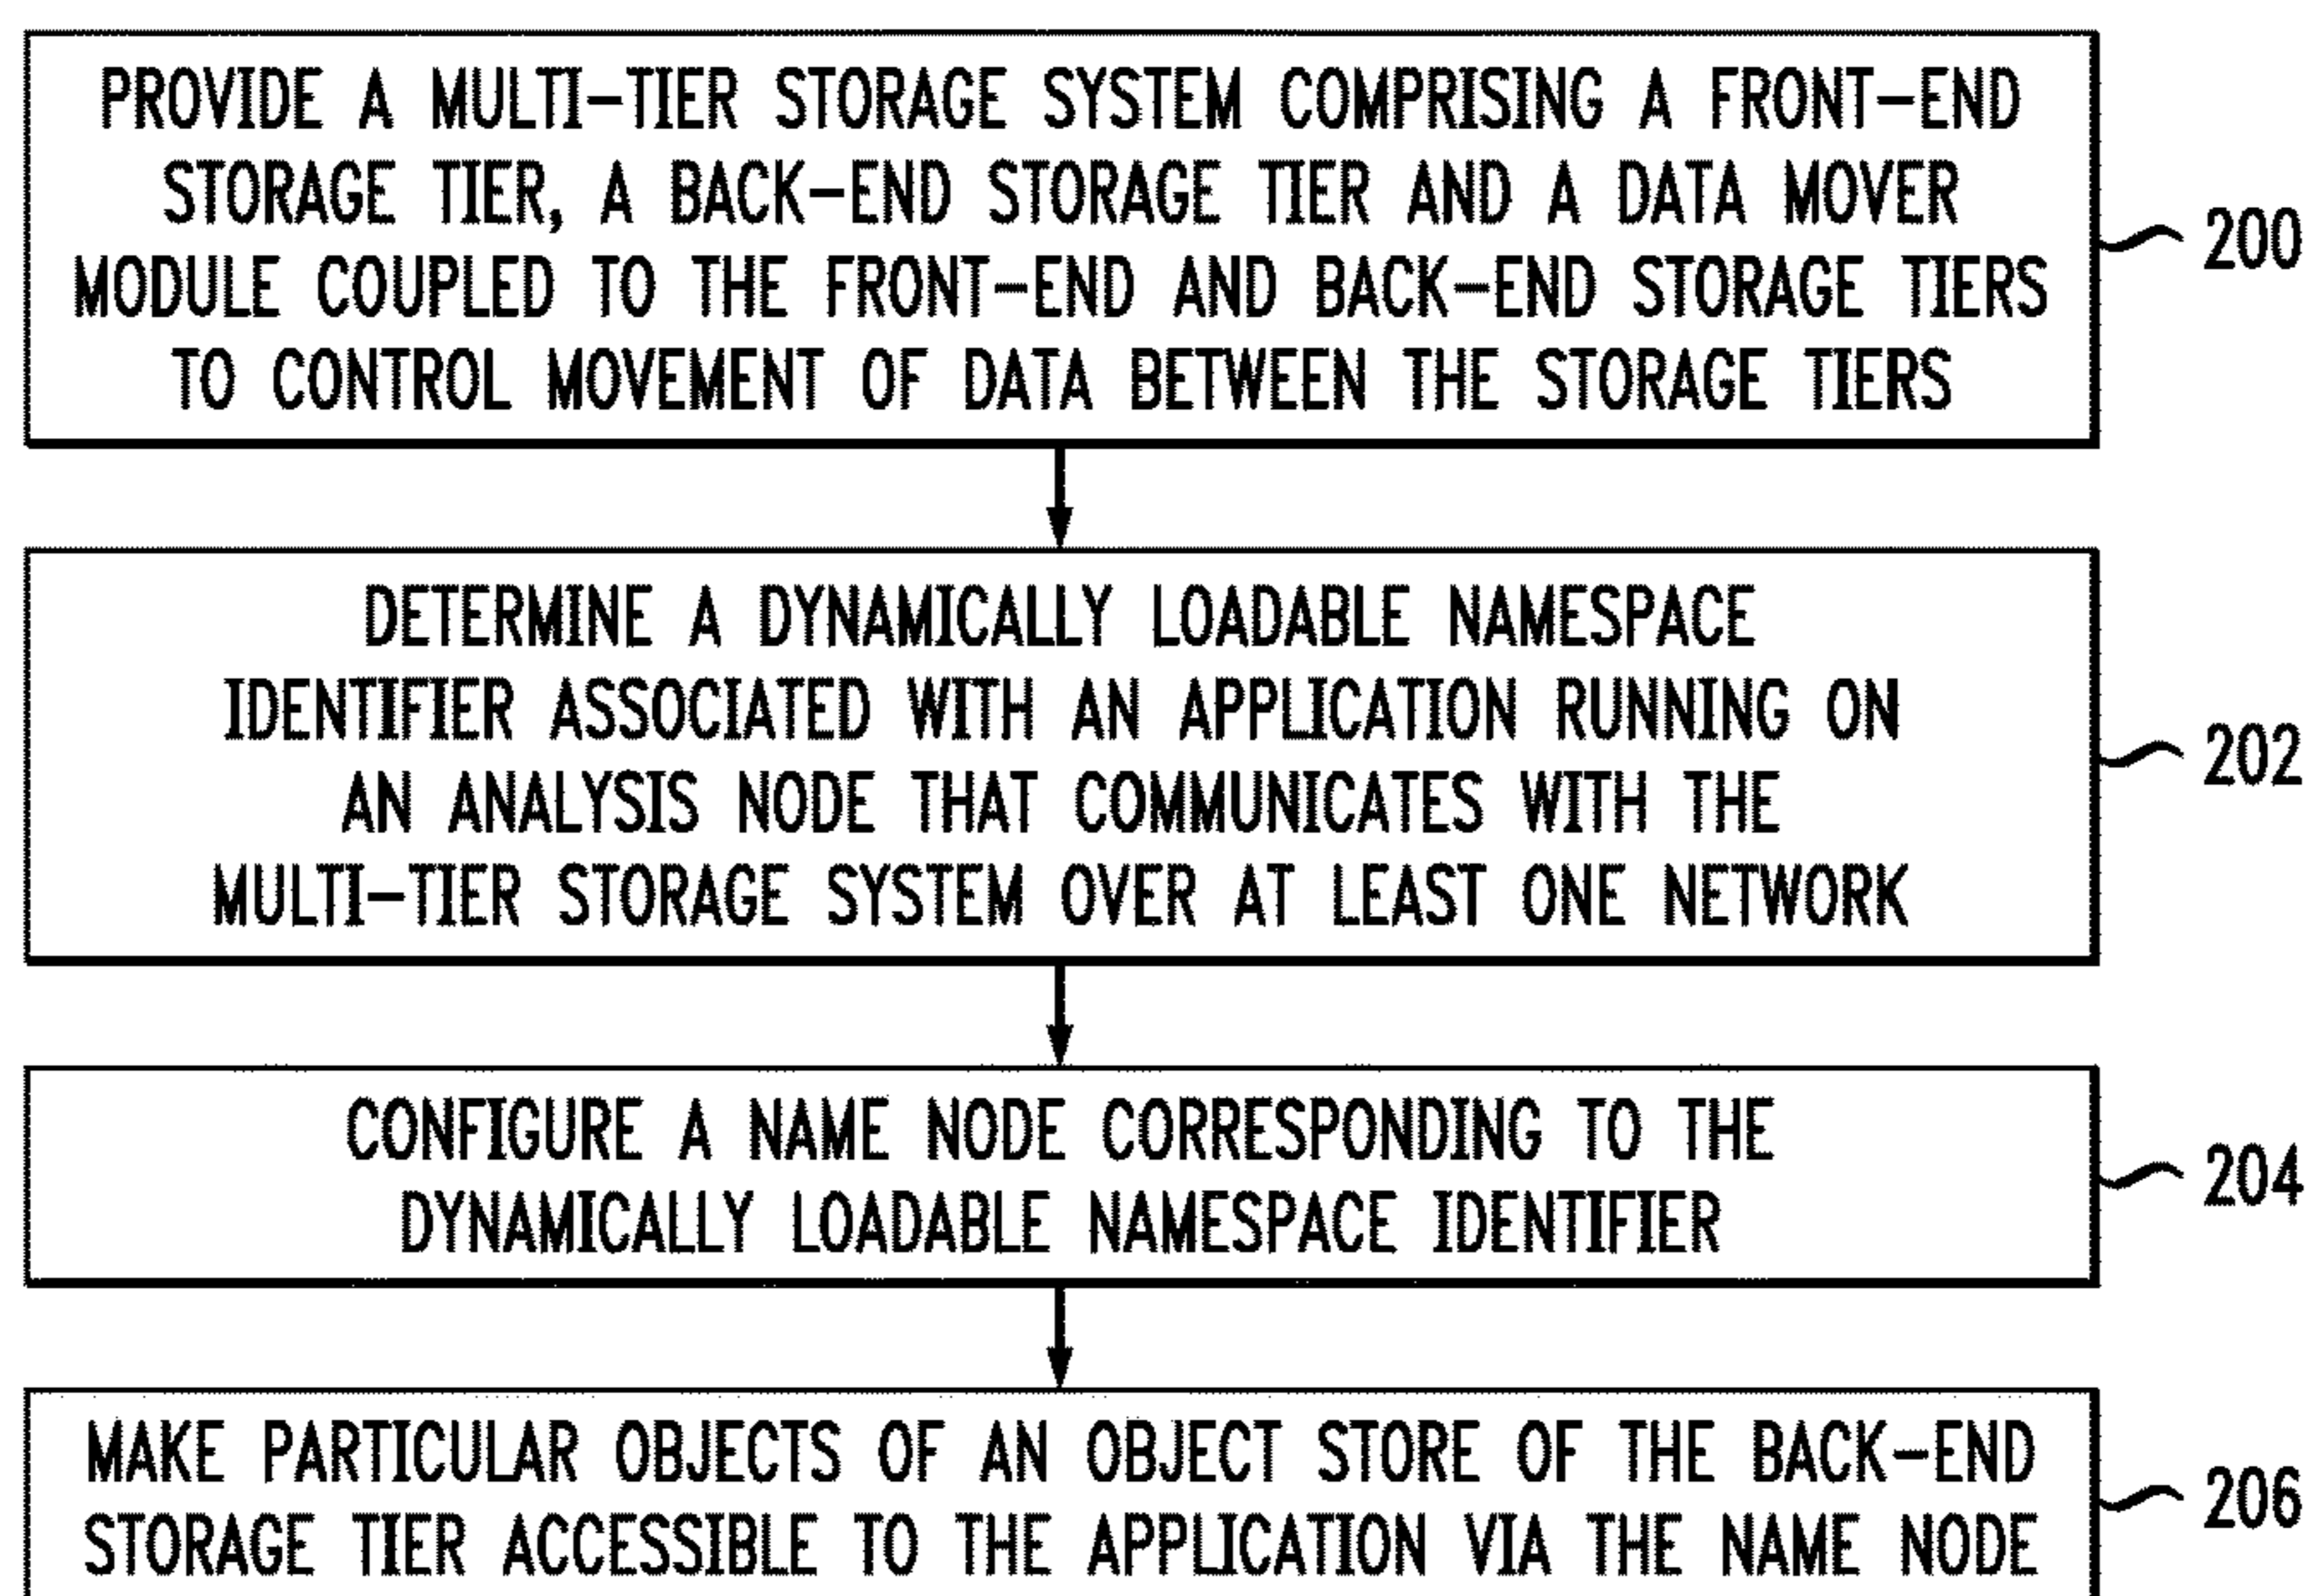 PROVIDE A MULTI-TIER STORAGE SYSTEM COMPRISING A FRONT-END
STORAGE TIER, A BACK-END STORAGE TIER AND A DATA MOVER
MODULE COUPLED TO THE FRONT-END AND BACK-END STORAGE TIERS
TO CONTROL MOVEMENT OF DATA BETWEEN THE STORAGE TIERS
200
DETERMINE A DYNAMICALLY LOADABLE NAMESPACE
IDENTIFIER ASSOCIATED WITH AN APPLICATION RUNNING ON
AN ANALYSIS NODE THAT COMMUNICATES WITH THE
MULTI-TIER STORAGE SYSTEM OVER AT LEAST ONE NETWORK
202
CONFIGURE A NAME NODE CORRESPONDING TO THE
DYNAMICALLY LOADABLE NAMESPACE IDENTIFIER
204
MAKE PARTICULAR OBJECTS OF AN OBJECT STORE OF THE BACK-END
STORAGE TIER ACCESSIBLE TO THE APPLICATION VIA THE NAME NODE
206